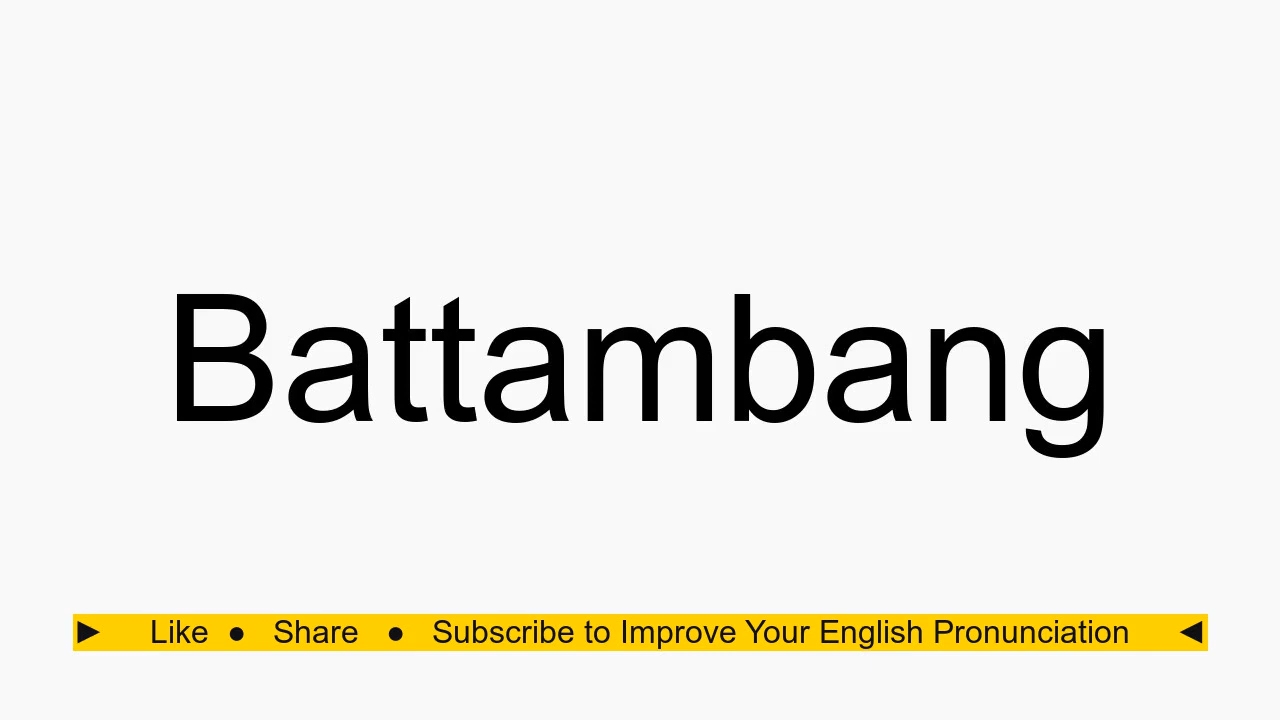 Battambang
► Like ● Share ● Subscribe to Improve Your English Pronunciation ◄